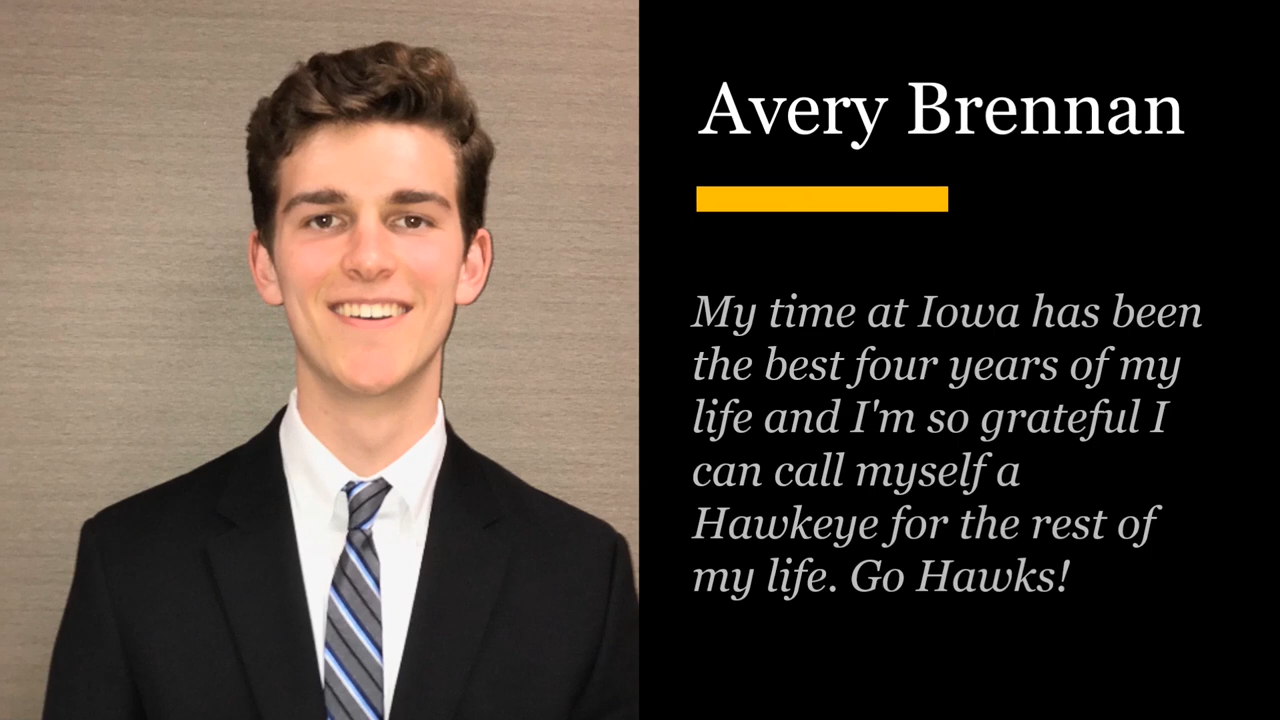 Avery Brennan
My time at Iowa has been
the best four years of my
life and I'm so grateful I
can call myself a
Hawkeye for the rest of
my life. Go Hawks!